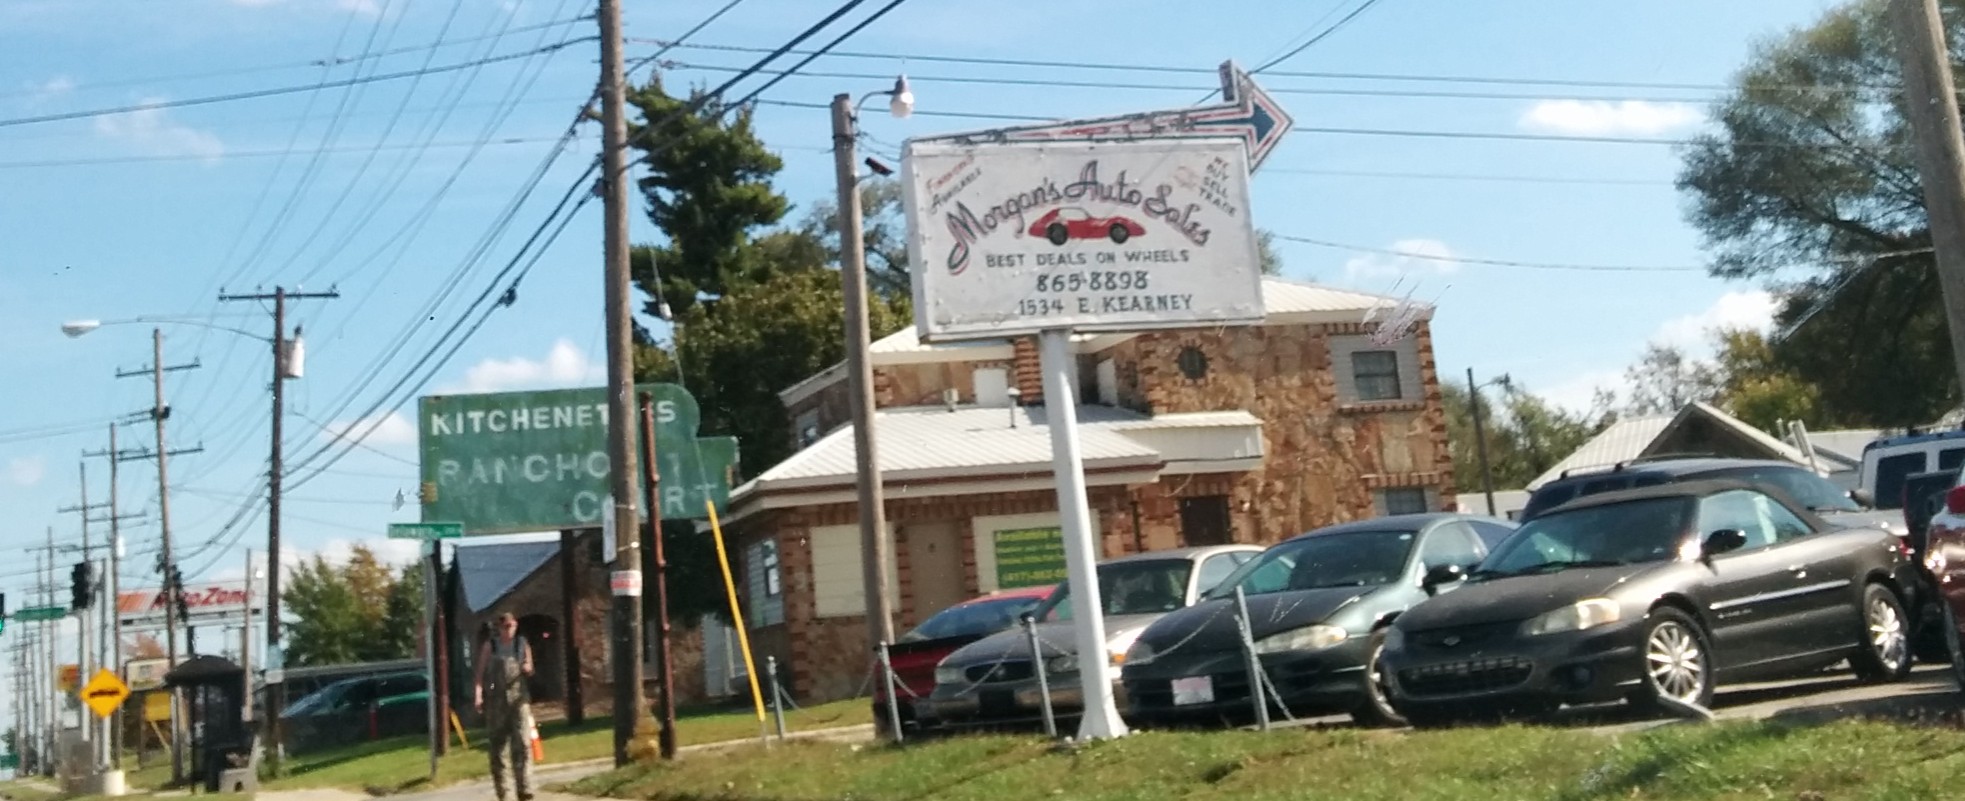 FINANCING
AVAILABLE
WE
BUY
SELL
TRADE
Morgan's Auto Sales
BEST DEALS ON WHEELS
865-8898
1534 E. KEARNEY
KITCHENETTES
RANCHO
COURT
AutoZone
Available